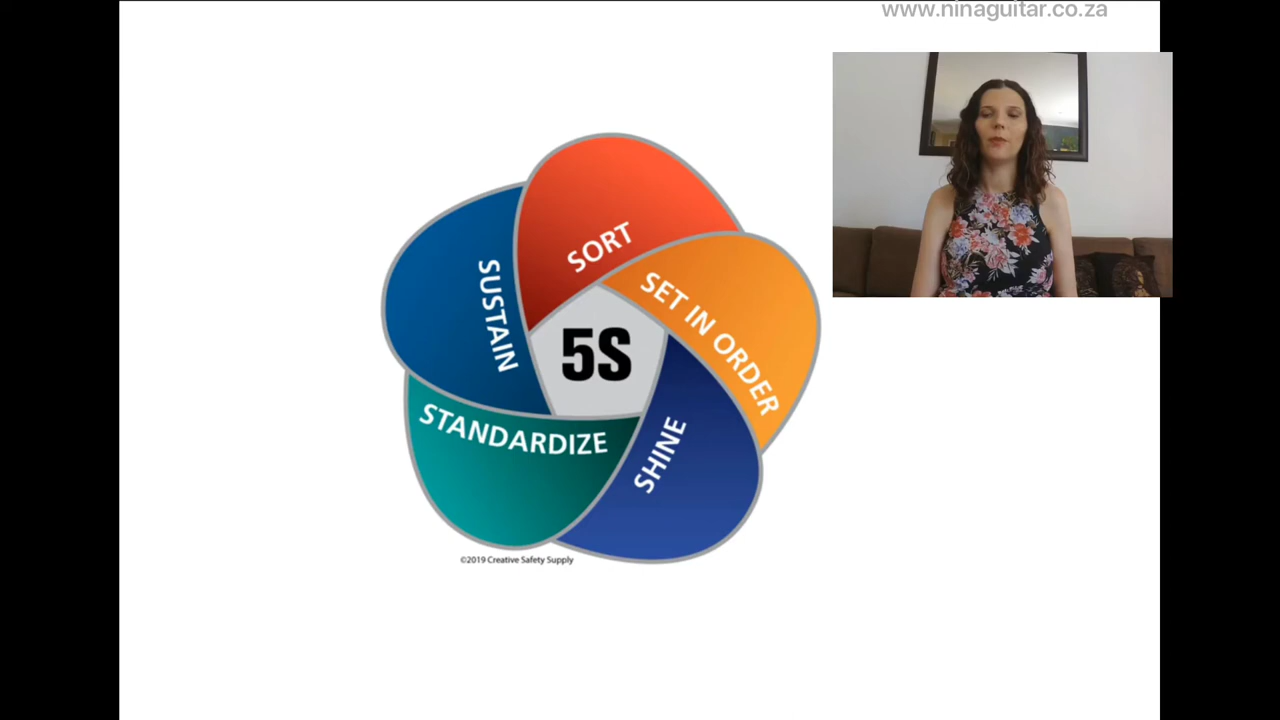 www.ninaguitar.co.za
SORT
SET IN ORDER
SHINE
STANDARDIZE
SUSTAIN
5S
©2019 Creative Safety Supply